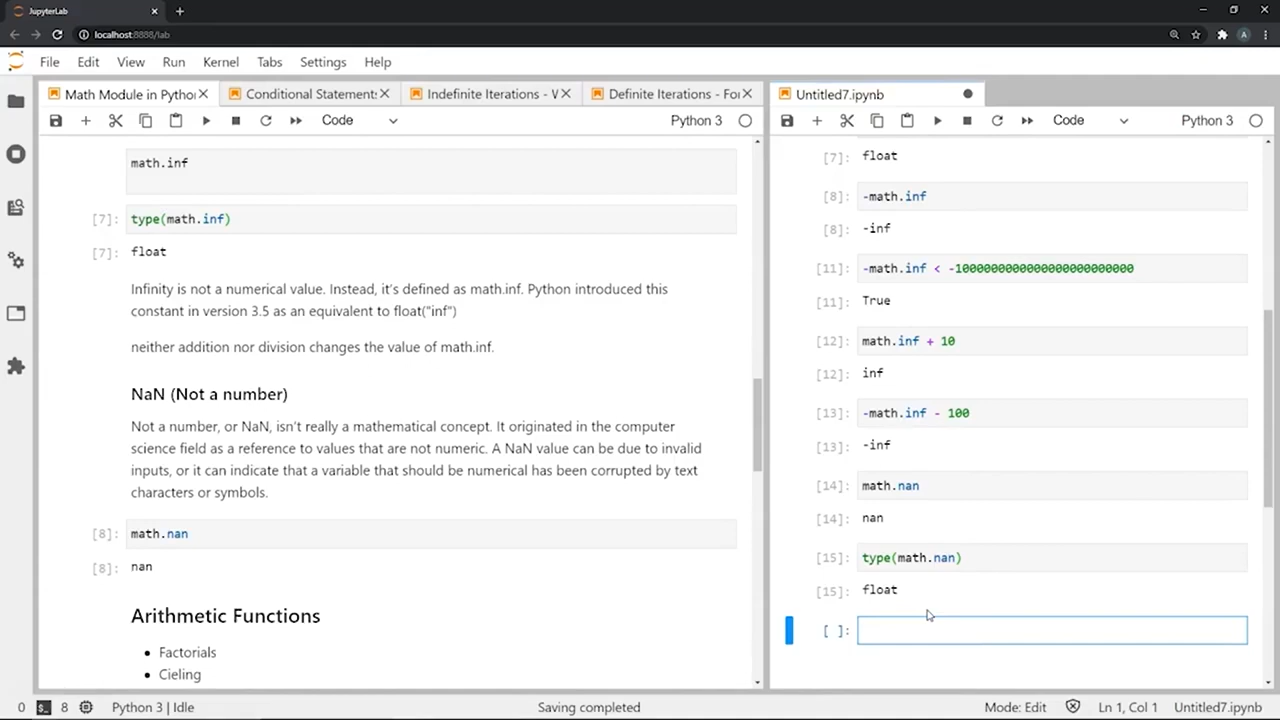 JupyterLab
localhost:8888/lab
File Edit View Run Kernel Tabs Settings Help
Math Module in Pythor Conditional Statement: Indefinite Iterations - V Definite Iterations - For
Code Python 3
math.inf
[7]: type(math.inf)
[7]: float
Infinity is not a numerical value. Instead, it's defined as math.inf. Python introduced this
constant in version 3.5 as an equivalent to float("inf")
neither addition nor division changes the value of math.inf.
NaN (Not a number)
Not a number, or NaN, isn't really a mathematical concept. It originated in the computer
science field as a reference to values that are not numeric. A NaN value can be due to invalid
inputs, or it can indicate that a variable that should be numerical has been corrupted by text
characters or symbols.
[8]: math.nan
[8]: nan
Arithmetic Functions
• Factorials
• Cieling
Untitled7.ipynb
Code Python 3
[7]: float
[8]: -math.inf
[8]: -inf
[11]: -math.inf < -1000000000000000000000000
[11]: True
[12]: math.inf + 10
[12]: inf
[13]: -math.inf - 100
[13]: -inf
[14]: math.nan
[14]: nan
[15]: type(math.nan)
[15]: float
[ ]:
0 8 Python 3 | Idle Saving completed Mode: Edit Ln 1, Col 1 Untitled7.ipynb